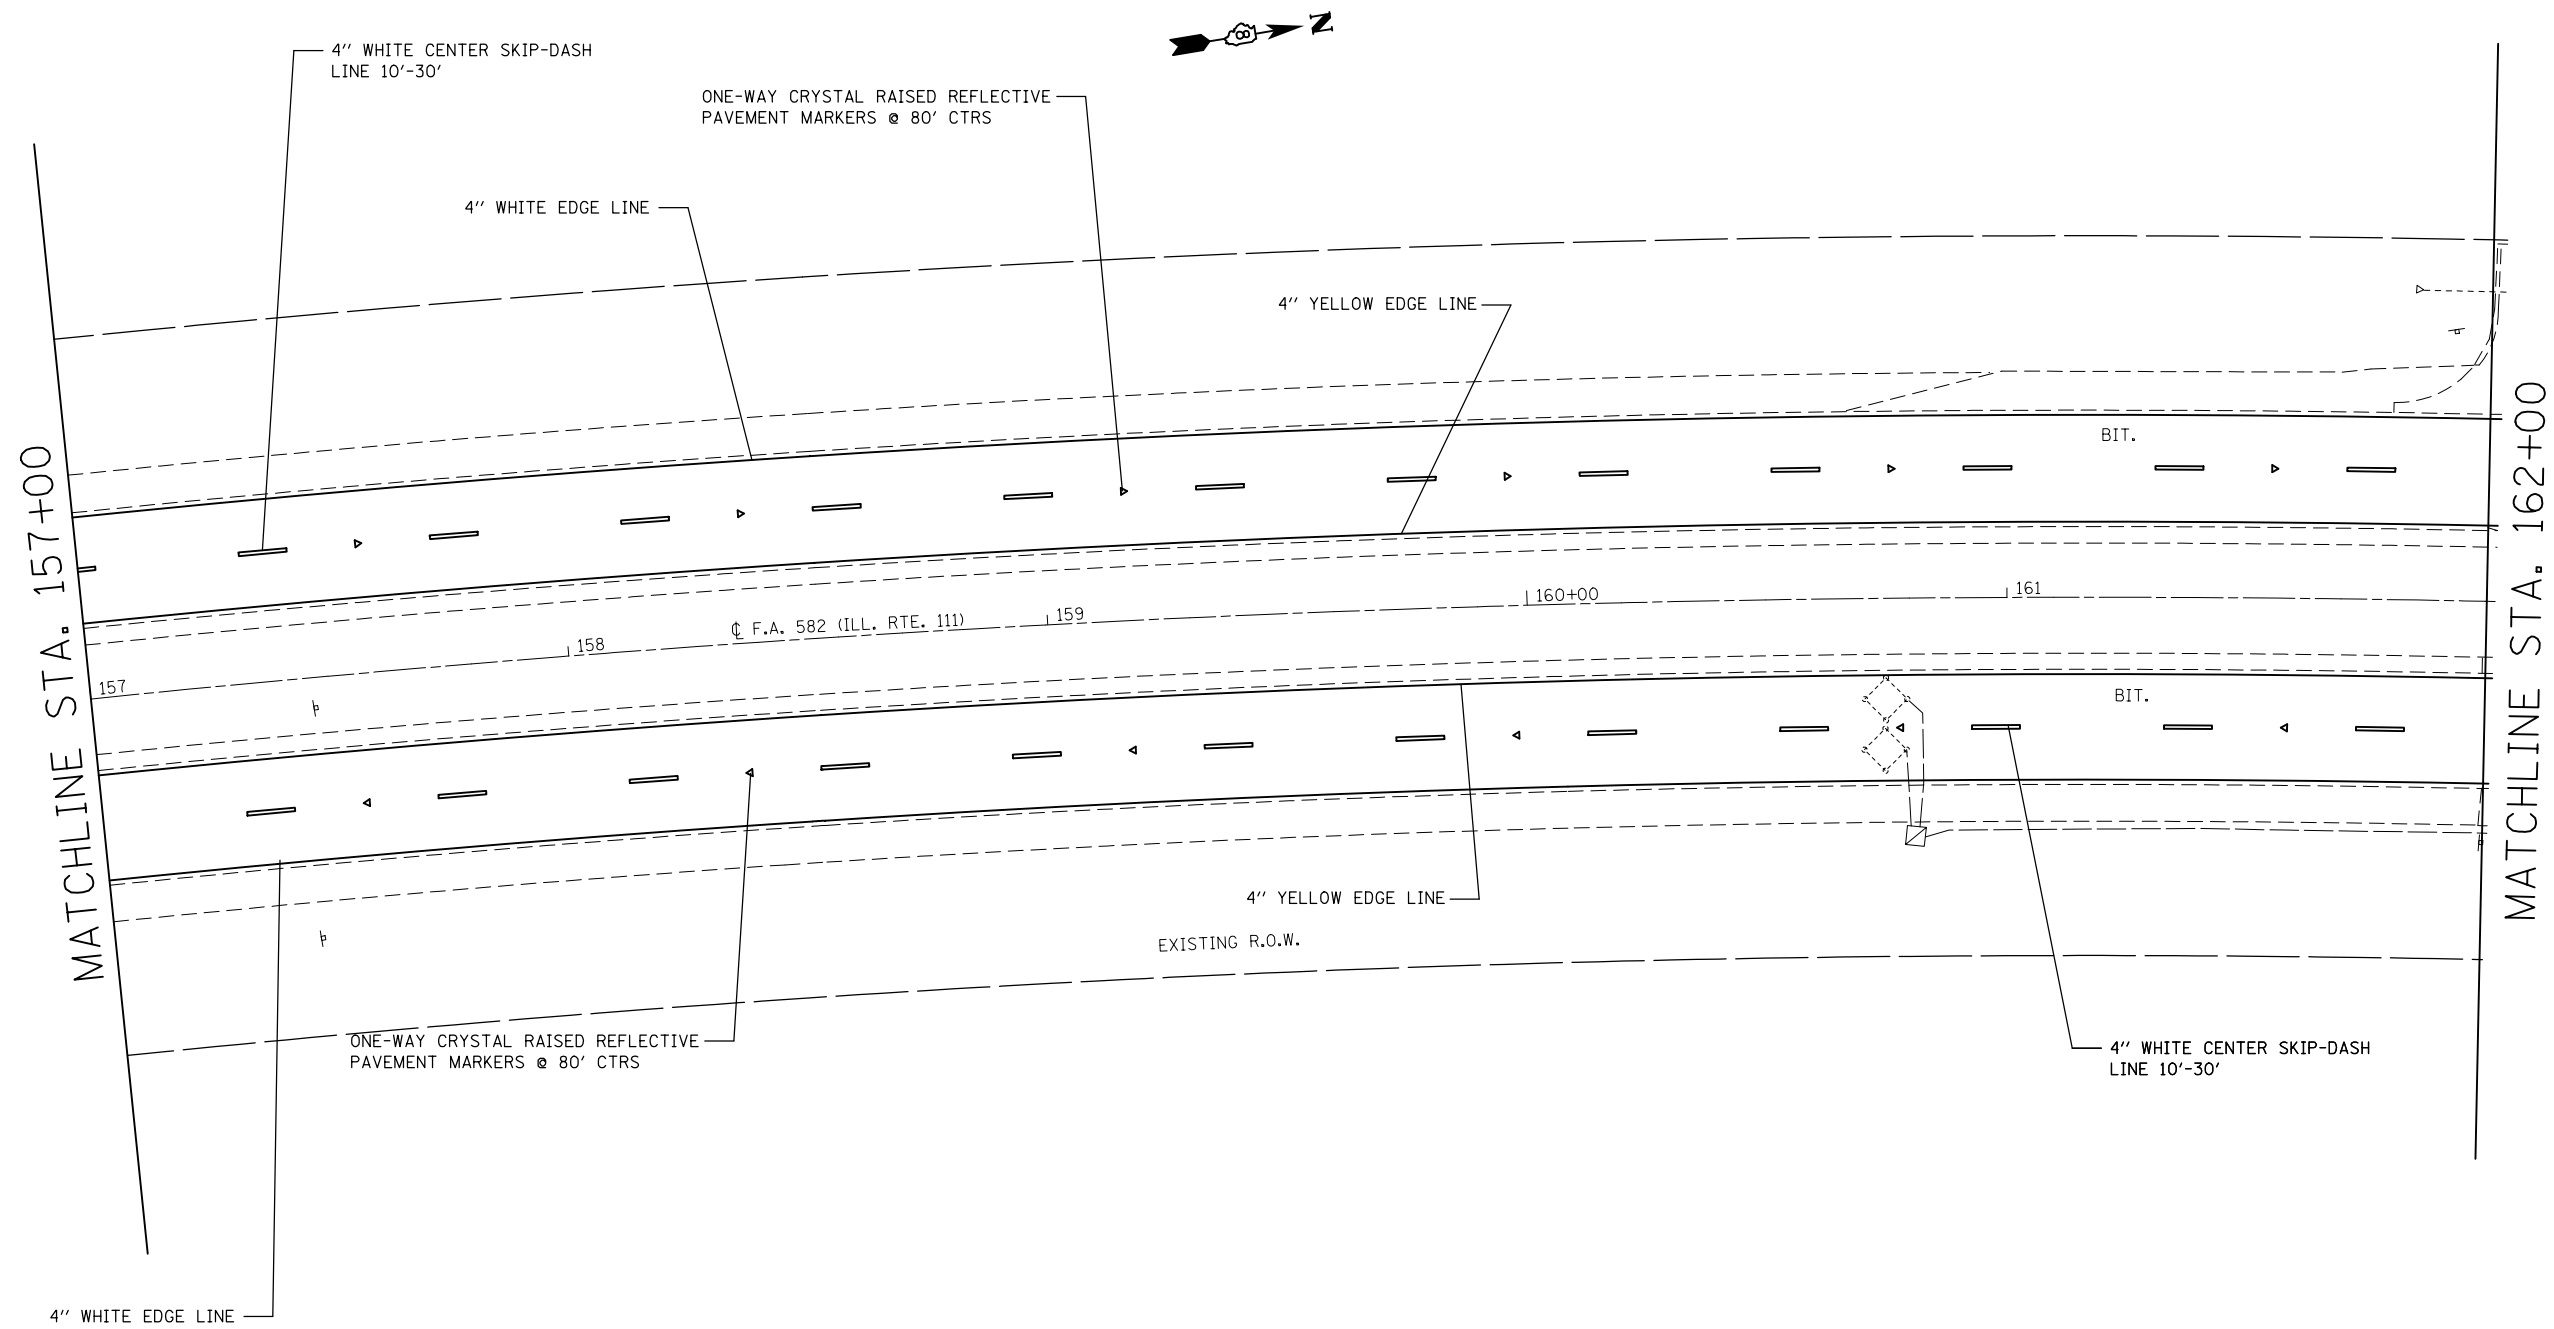 N
4" WHITE CENTER SKIP-DASH
LINE 10'-30'
ONE-WAY CRYSTAL RAISED REFLECTIVE
PAVEMENT MARKERS @ 80' CTRS
4" WHITE EDGE LINE
4" YELLOW EDGE LINE
BIT.
MATCHLINE STA. 157+00
MATCHLINE STA. 162+00
157
158
℄ F.A. 582 (ILL. RTE. 111)
159
160+00
161
BIT.
4" YELLOW EDGE LINE
EXISTING R.O.W.
ONE-WAY CRYSTAL RAISED REFLECTIVE
PAVEMENT MARKERS @ 80' CTRS
4" WHITE CENTER SKIP-DASH
LINE 10'-30'
4" WHITE EDGE LINE